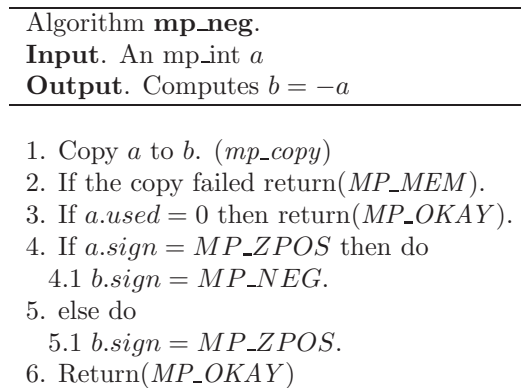 Algorithm mp_neg.
Input. An mp_int a
Output. Computes b = −a
1. Copy a to b. (mp_copy)
2. If the copy failed return(MP_MEM).
3. If a.used = 0 then return(MP_OKAY).
4. If a.sign = MP_ZPOS then do
4.1 b.sign = MP_NEG.
5. else do
5.1 b.sign = MP_ZPOS.
6. Return(MP_OKAY)